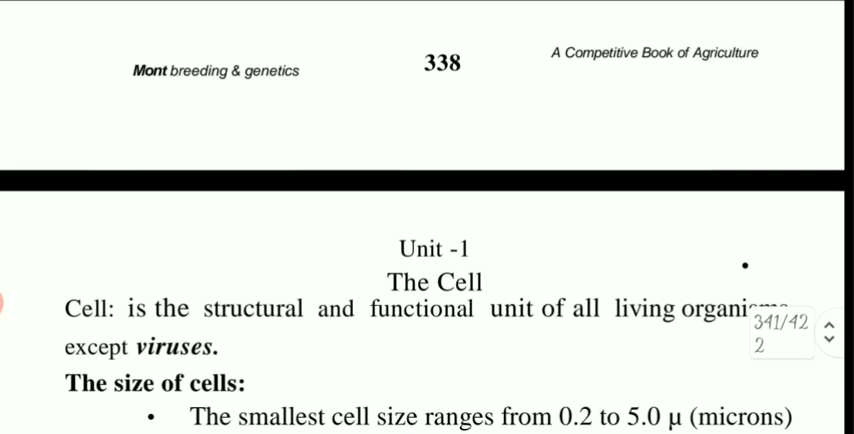 Mont breeding & genetics 338 A Competitive Book of Agriculture
Unit -1
The Cell
Cell: is the structural and functional unit of all living
except viruses.
341/42
2
The size of cells:
• The smallest cell size ranges from 0.2 to 5.0 µ (microns)